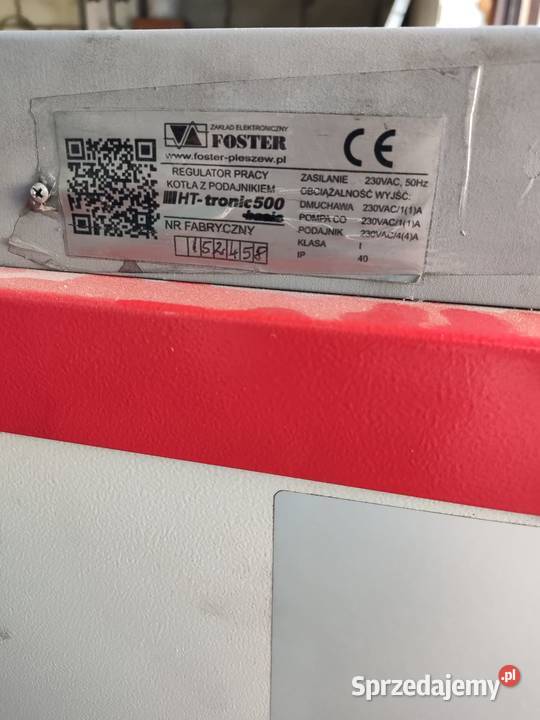 ZAKŁAD ELEKTRONICZNY
FOSTER
www.foster-pleszew.pl
REGULATOR PRACY
KOTŁA Z PODAJNIKIEM
HT-tronic500
basic
NR FABRYCZNY
152458
CE
ZASILANIE 230VAC, 50Hz
OBCIĄŻALNOŚĆ WYJŚĆ:
DMUCHAWA 230VAC/1(1)A
POMPA CO 230VAC/1(1)A
PODAJNIK 230VAC/4(4)A
KLASA I
IP 40
Sprzedajemy.pl